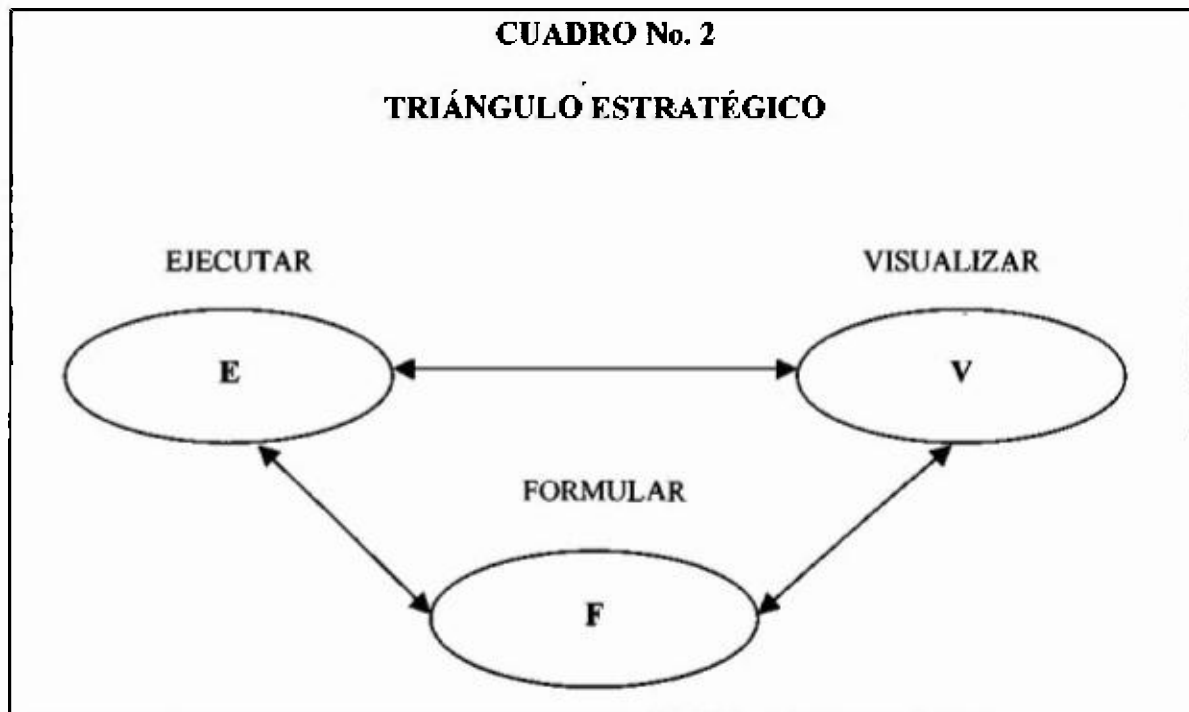 CUADRO No. 2
TRIÁNGULO ESTRATÉGICO
EJECUTAR
VISUALIZAR
E
V
FORMULAR
F